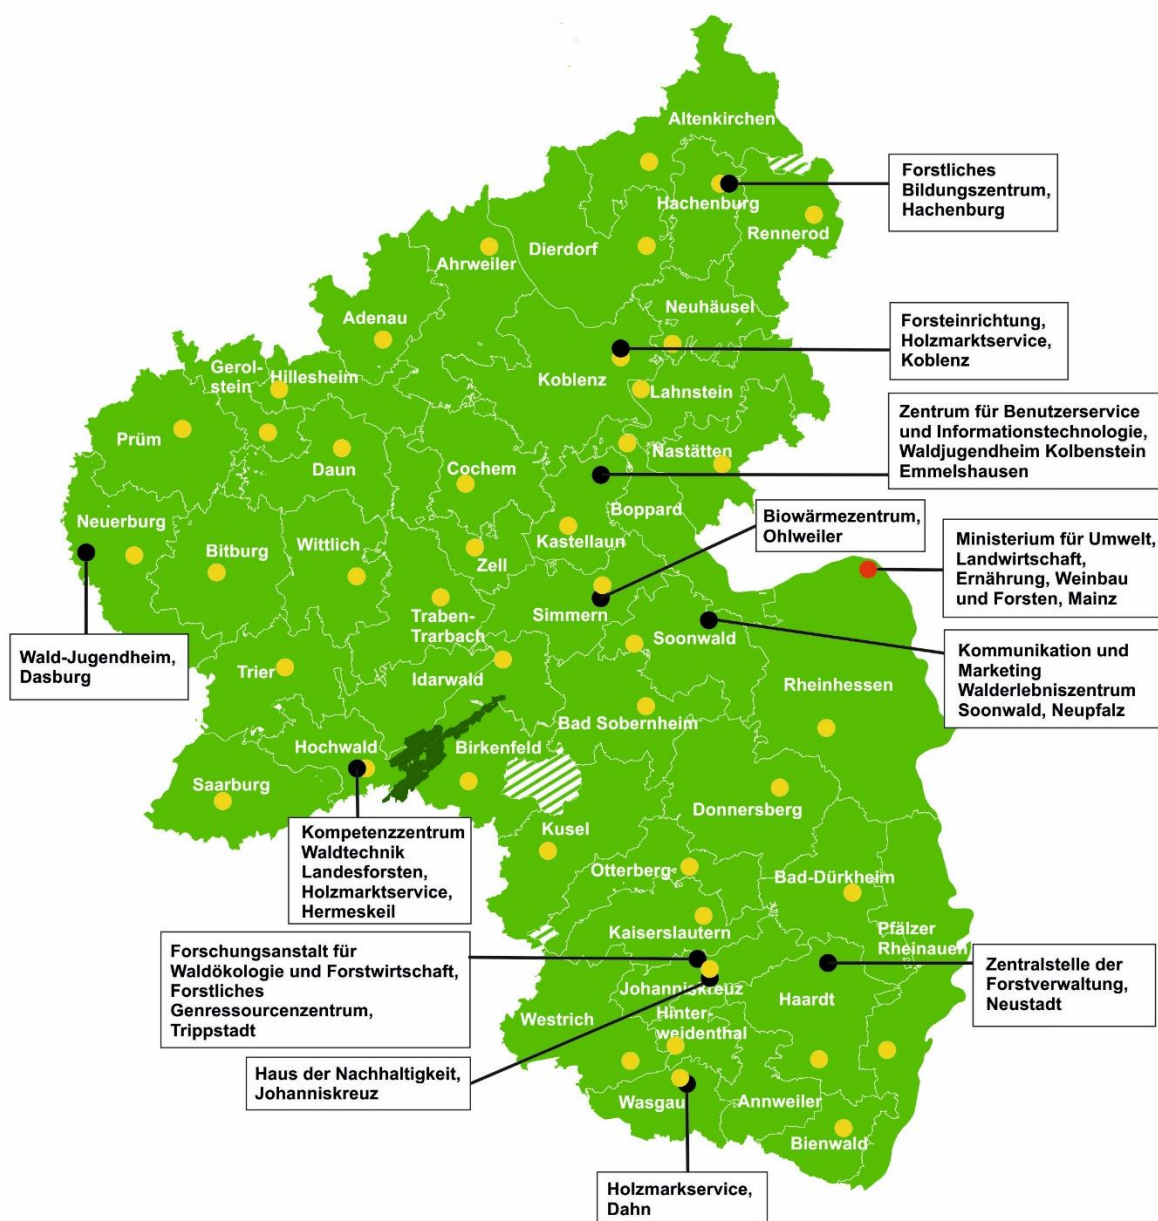 Altenkirchen
Forstliches
Bildungszentrum,
Hachenburg
Hachenburg
Rennerod
Dierdorf
Ahrweiler
Neuhäusel
Adenau
Forsteinrichtung,
Holzmarktservice,
Koblenz
Gerol-
stein
Hillesheim
Koblenz
Lahnstein
Zentrum für Benutzerservice
und Informationstechnologie,
Waldjugendheim Kolbenstein
Emmelshausen
Prüm
Daun
Cochem
Nastätten
Boppard
Neuerburg
Bitburg
Wittlich
Zell
Kastellaun
Biowärmezentrum,
Ohlweiler
Ministerium für Umwelt,
Landwirtschaft,
Ernährung, Weinbau
und Forsten, Mainz
Traben-
Trarbach
Simmern
Soonwald
Wald-Jugendheim,
Dasburg
Trier
Idarwald
Kommunikation und
Marketing
Walderlebniszentrum
Soonwald, Neupfalz
Rheinhessen
Bad Sobernheim
Hochwald
Birkenfeld
Saarburg
Donnersberg
Kompetenzzentrum
Waldtechnik
Landesforsten,
Holzmarktservice,
Hermeskeil
Kusel
Otterberg
Bad-Dürkheim
Kaiserslautern
Pfälzer
Rheinauen
Forschungsanstalt für
Waldökologie und Forstwirtschaft,
Forstliches
Genressourcenzentrum,
Trippstadt
Zentralstelle der
Forstverwaltung,
Neustadt
Johanniskreuz
Haardt
Westrich
Hinter-
weidenthal
Haus der Nachhaltigkeit,
Johanniskreuz
Wasgau
Annweiler
Bienwald
Holzmarkservice,
Dahn